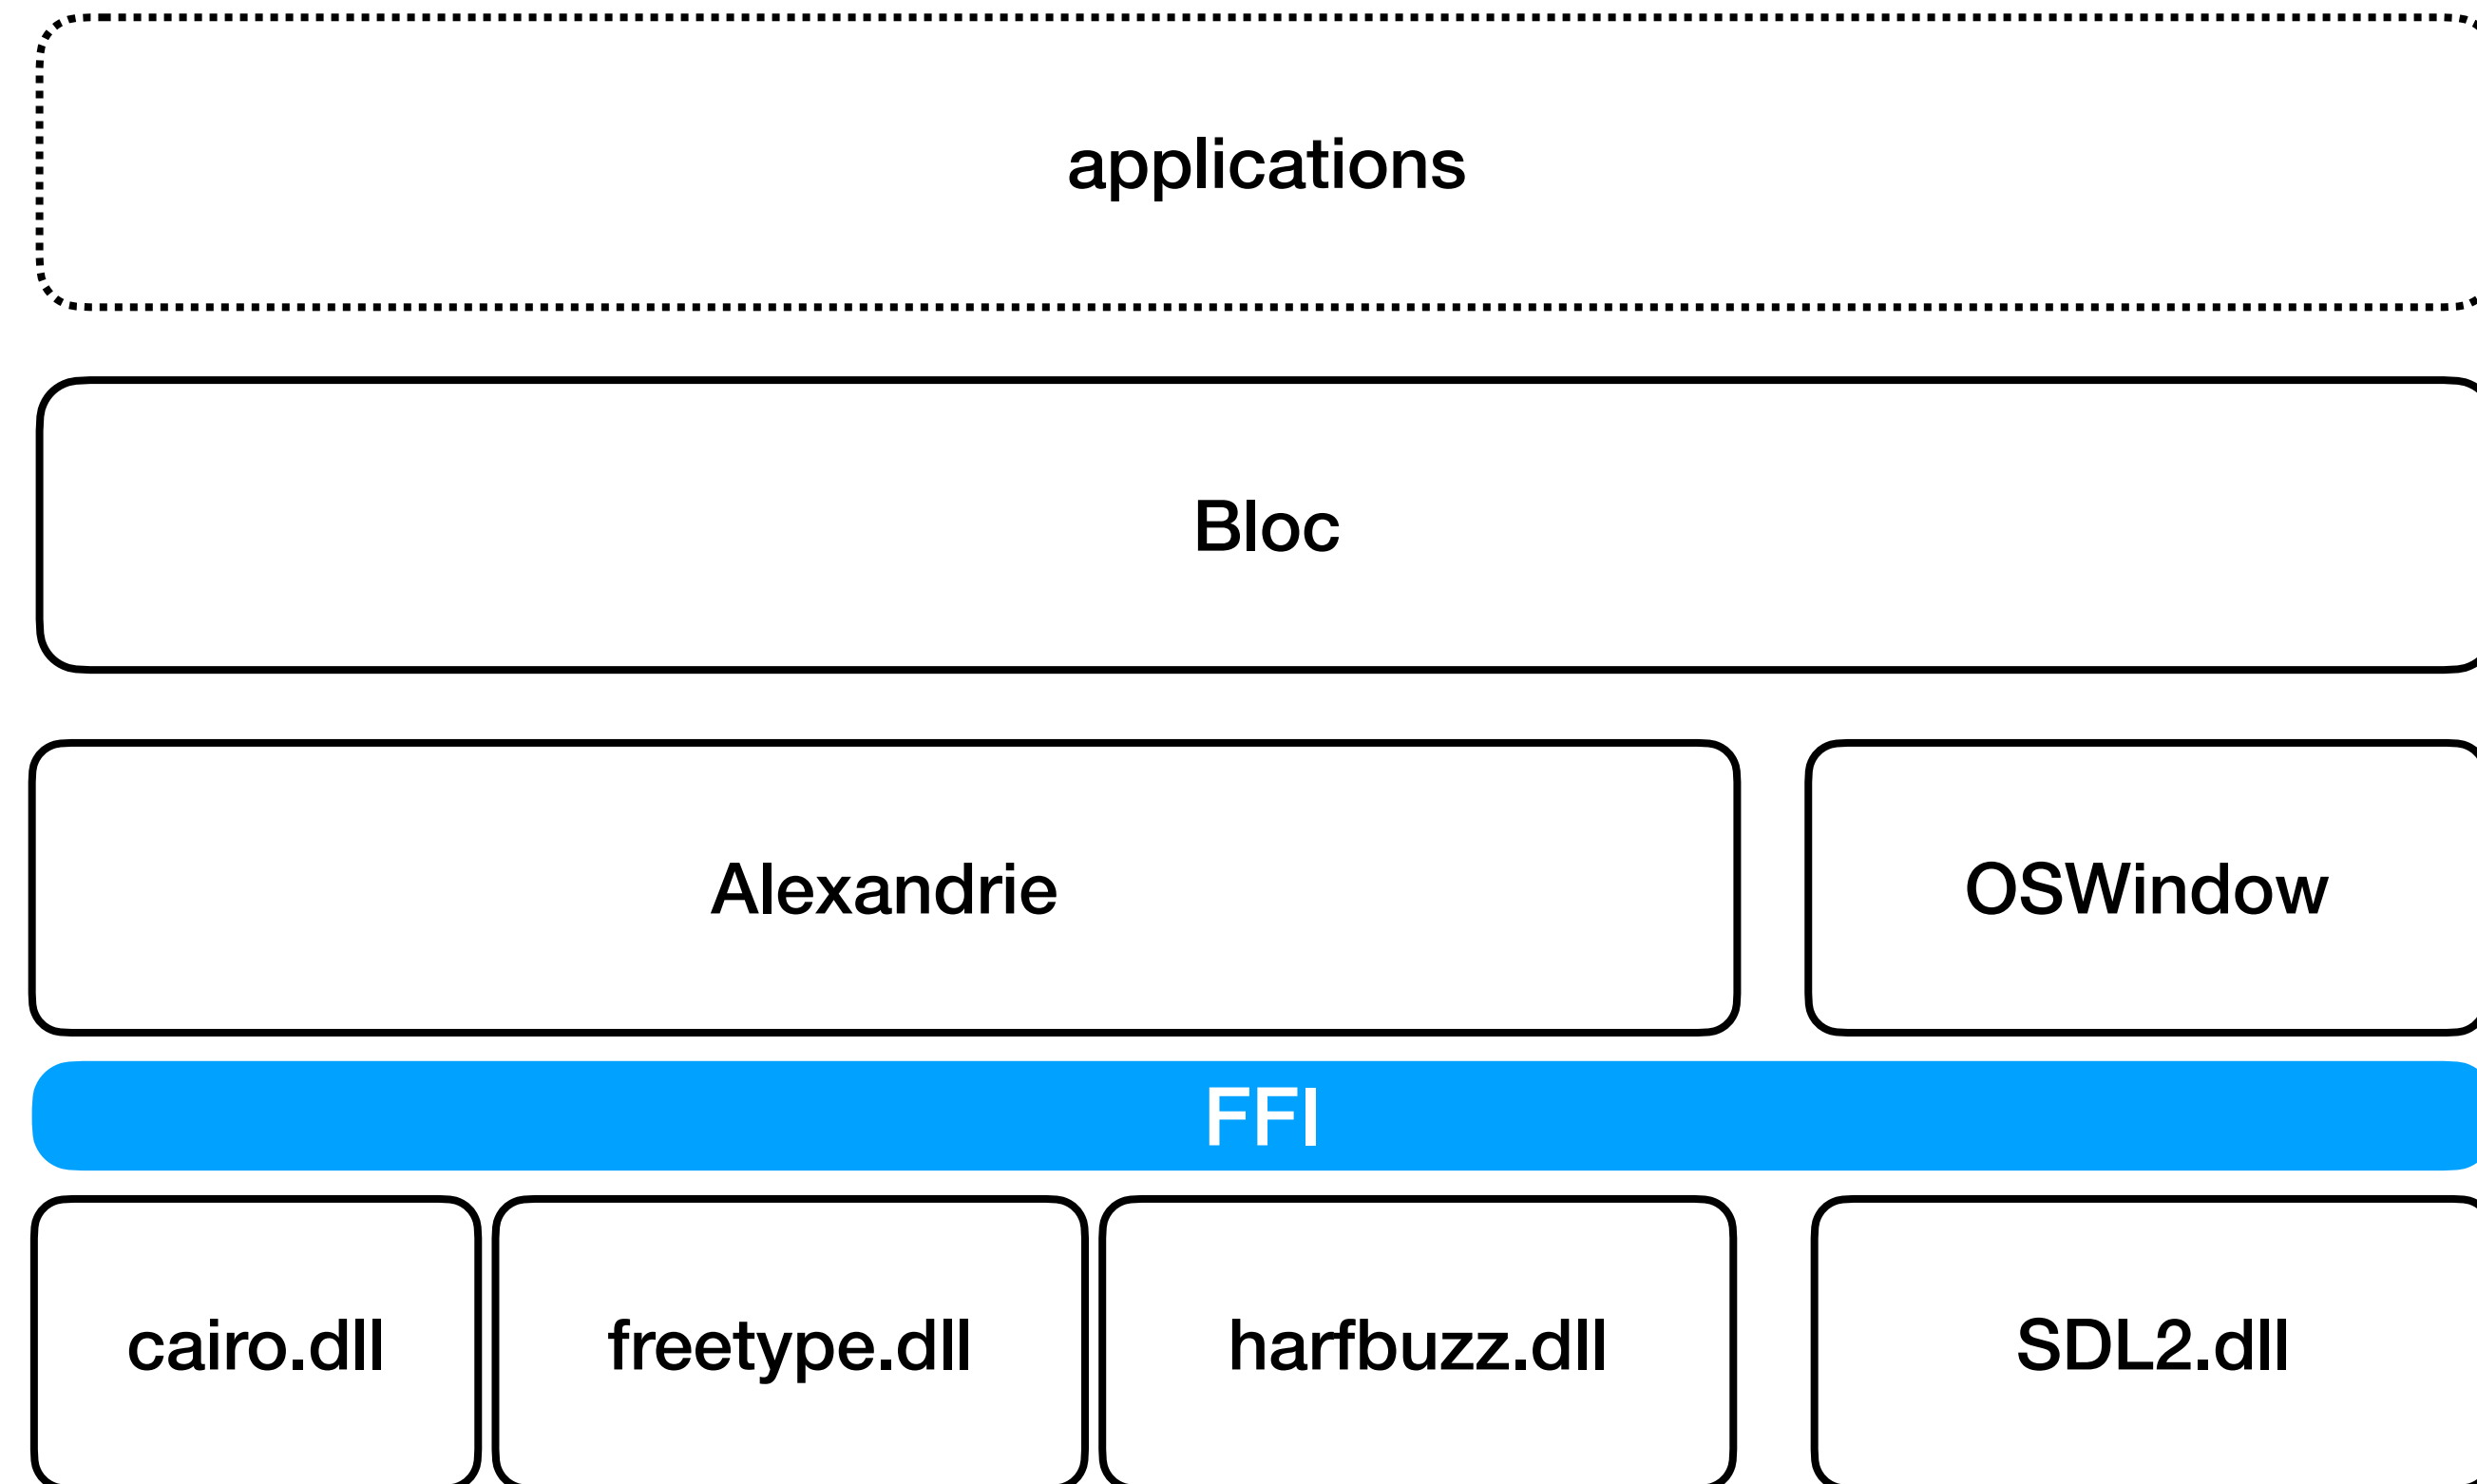 applications
Bloc
Alexandrie
OSWindow
FFI
cairo.dll
freetype.dll
harfbuzz.dll
SDL2.dll